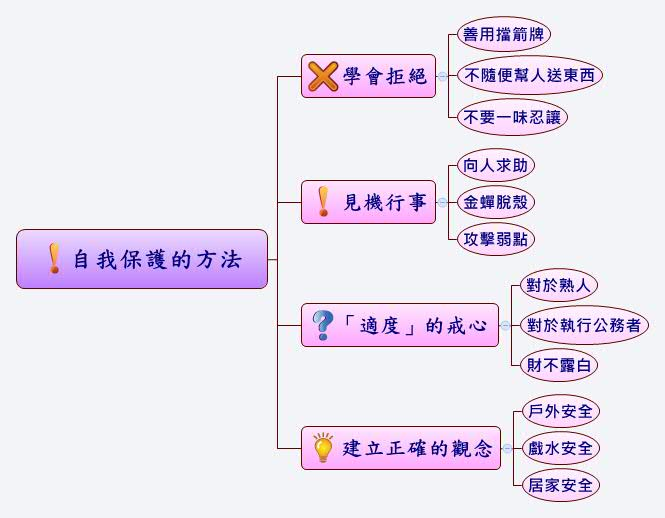 自我保護的方法
學會拒絕
善用擋箭牌
不隨便幫人送東西
不要一味忍讓
見機行事
向人求助
金蟬脫殼
攻擊弱點
「適度」的戒心
對於熟人
對於執行公務者
財不露白
建立正確的觀念
戶外安全
戲水安全
居家安全